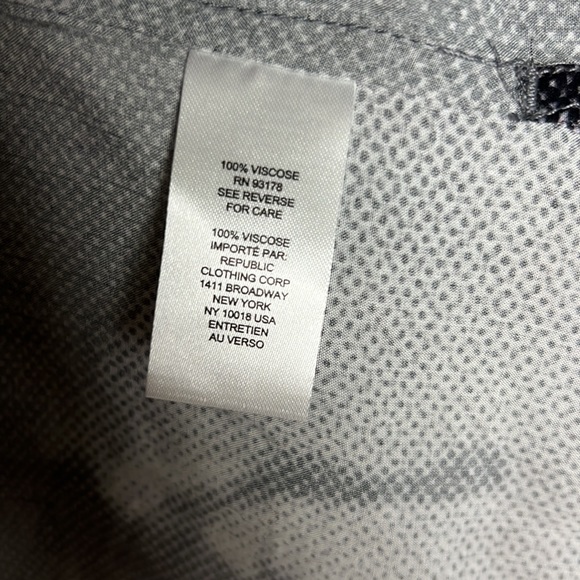 100% VISCOSE
RN 93178
SEE REVERSE
FOR CARE
100% VISCOSE
IMPORTÉ PAR:
REPUBLIC
CLOTHING CORP
1411 BROADWAY
NEW YORK
NY 10018 USA
ENTRETIEN
AU VERSO